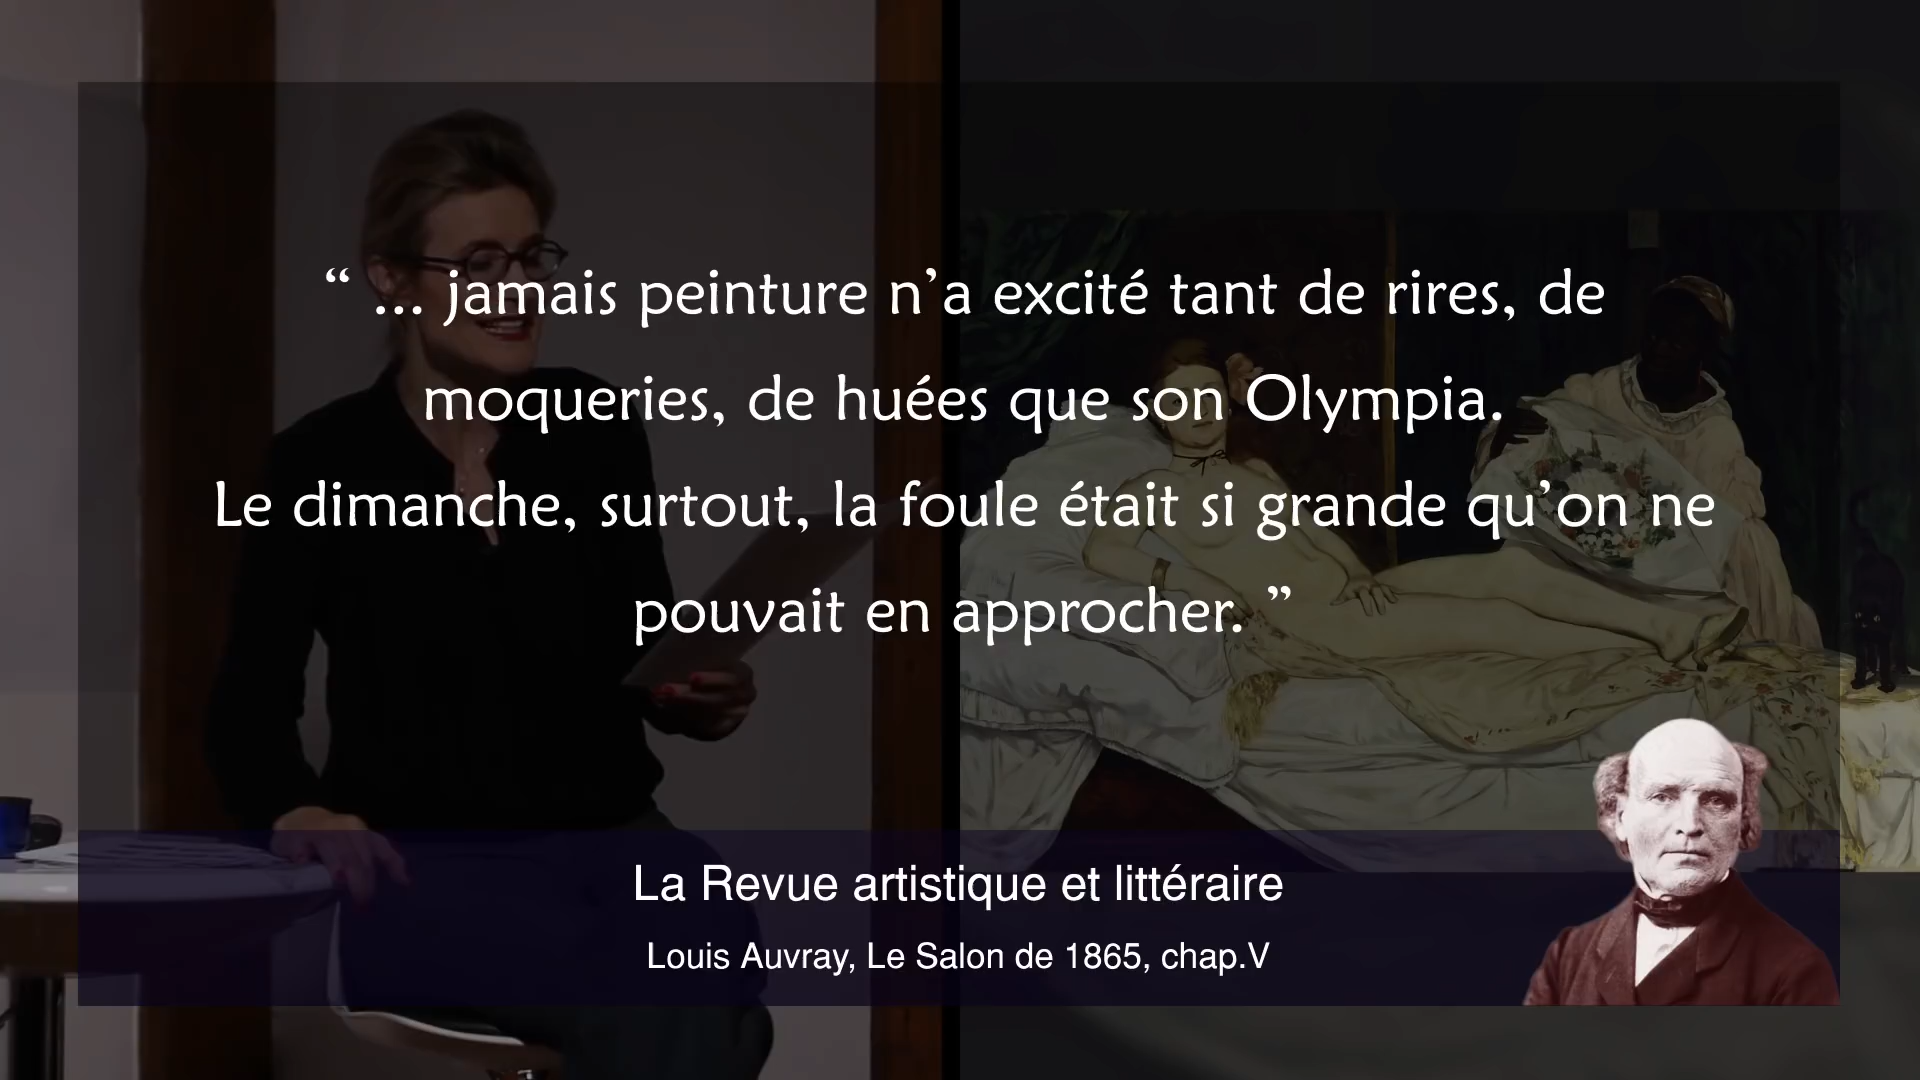 “ ... jamais peinture n’a excité tant de rires, de
moqueries, de huées que son Olympia.
Le dimanche, surtout, la foule était si grande qu’on ne
pouvait en approcher. ”
La Revue artistique et littéraire
Louis Auvray, Le Salon de 1865, chap.V